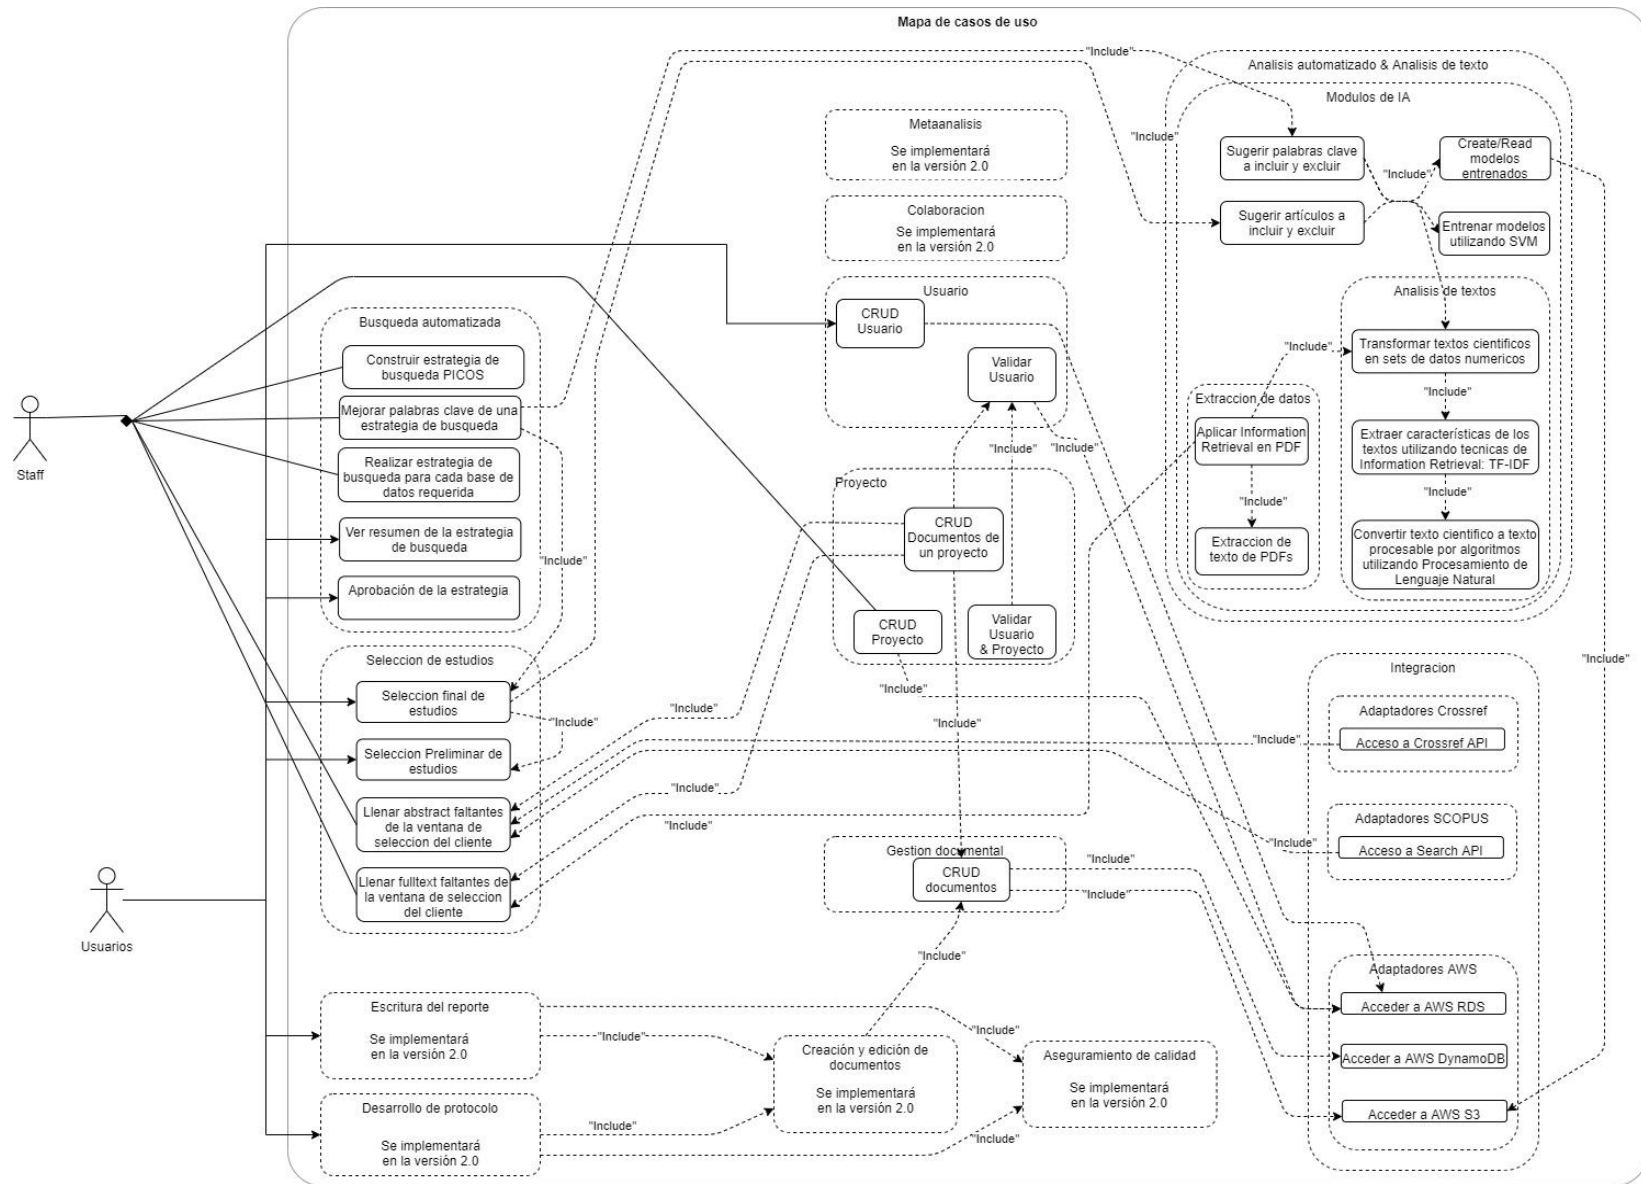 Mapa de casos de uso
"Include"
Analisis automatizado & Analisis de texto
Modulos de IA
Metaanalisis
Se implementará
en la versión 2.0
"Include"
Sugerir palabras clave
a incluir y excluir
Create/Read
modelos
entrenados
"Include"
Colaboracion
Se implementará
en la versión 2.0
Sugerir artículos a
incluir y excluir
Entrenar modelos
utilizando SVM
Usuario
CRUD
Usuario
Validar
Usuario
"Include"
"Include"
Analisis de textos
Transformar textos cientificos
en sets de datos numericos
"Include"
"Include"
Extraer características de los
textos utilizando tecnicas de
Information Retrieval: TF-IDF
"Include"
Convertir texto cientifico a texto
procesable por algoritmos
utilizando Procesamiento de
Lenguaje Natural
Extraccion de datos
Aplicar Information
Retrieval en PDF
"Include"
Extraccion de
texto de PDFs
Busqueda automatizada
Construir estrategia de
busqueda PICOS
Mejorar palabras clave de una
estrategia de busqueda
Realizar estrategia de
busqueda para cada base de
datos requerida
Ver resumen de la estrategia
de busqueda
Aprobación de la estrategia
"Include"
Staff
Proyecto
CRUD
Documentos de
un proyecto
CRUD
Proyecto
Validar
Usuario
& Proyecto
"Include"
"Include"
"Include"
"Include"
"Include"
Seleccion de estudios
Seleccion final de
estudios
"Include"
Seleccion Preliminar de
estudios
Llenar abstract faltantes
de la ventana de
seleccion del cliente
Llenar fulltext faltantes de
la ventana de seleccion
del cliente
"Include"
Usuarios
Integracion
"Include"
Adaptadores Crossref
"Include"
Acceso a Crossref API
Adaptadores SCOPUS
"Include"
Acceso a Search API
Gestion documental
CRUD
documentos
"Include"
"Include"
"Include"
Adaptadores AWS
Acceder a AWS RDS
Acceder a AWS DynamoDB
Acceder a AWS S3
Escritura del reporte
Se implementará
en la versión 2.0
"Include"
"Include"
Creación y edición de
documentos
Se implementará
en la versión 2.0
Aseguramiento de calidad
Se implementará
en la versión 2.0
Desarrollo de protocolo
Se implementará
en la versión 2.0
"Include"
"Include"